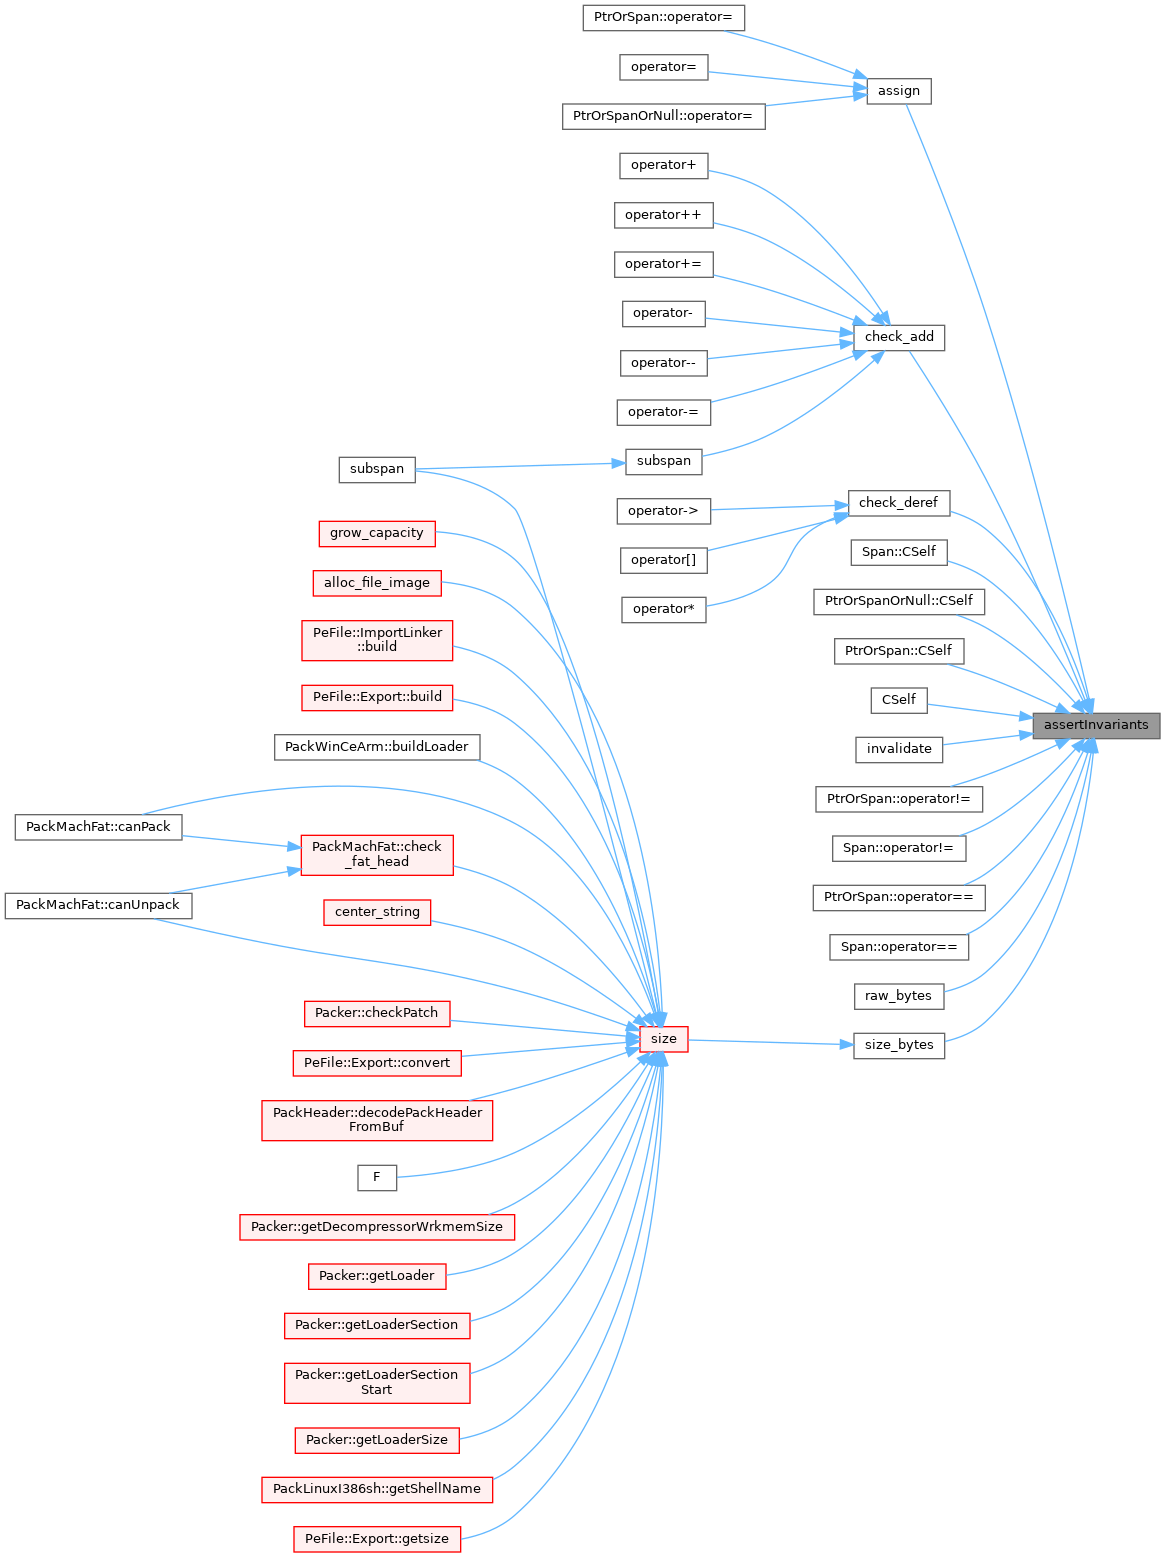 PtrOrSpan::operator=
operator=
assign
PtrOrSpanOrNull::operator=
operator+
operator++
operator+=
operator-
check_add
operator--
operator-=
subspan
subspan
check_deref
operator->
grow_capacity
Span::CSelf
operator[]
alloc_file_image
PtrOrSpanOrNull::CSelf
operator*
PeFile::ImportLinker
::build
PtrOrSpan::CSelf
PeFile::Export::build
CSelf
assertInvariants
PackWinCeArm::buildLoader
invalidate
PtrOrSpan::operator!=
PackMachFat::canPack
PackMachFat::check
_fat_head
Span::operator!=
PtrOrSpan::operator==
PackMachFat::canUnpack
center_string
Span::operator==
raw_bytes
Packer::checkPatch
size
size_bytes
PeFile::Export::convert
PackHeader::decodePackHeader
FromBuf
F
Packer::getDecompressorWrkmemSize
Packer::getLoader
Packer::getLoaderSection
Packer::getLoaderSection
Start
Packer::getLoaderSize
PackLinuxI386sh::getShellName
PeFile::Export::getsize